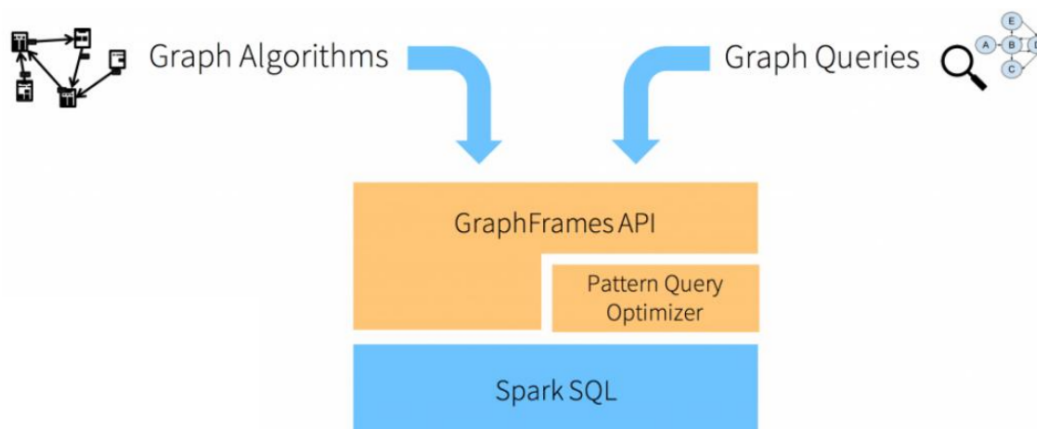 Graph Algorithms
Graph Queries
E
A
B
D
C
GraphFrames API
Pattern Query
Optimizer
Spark SQL